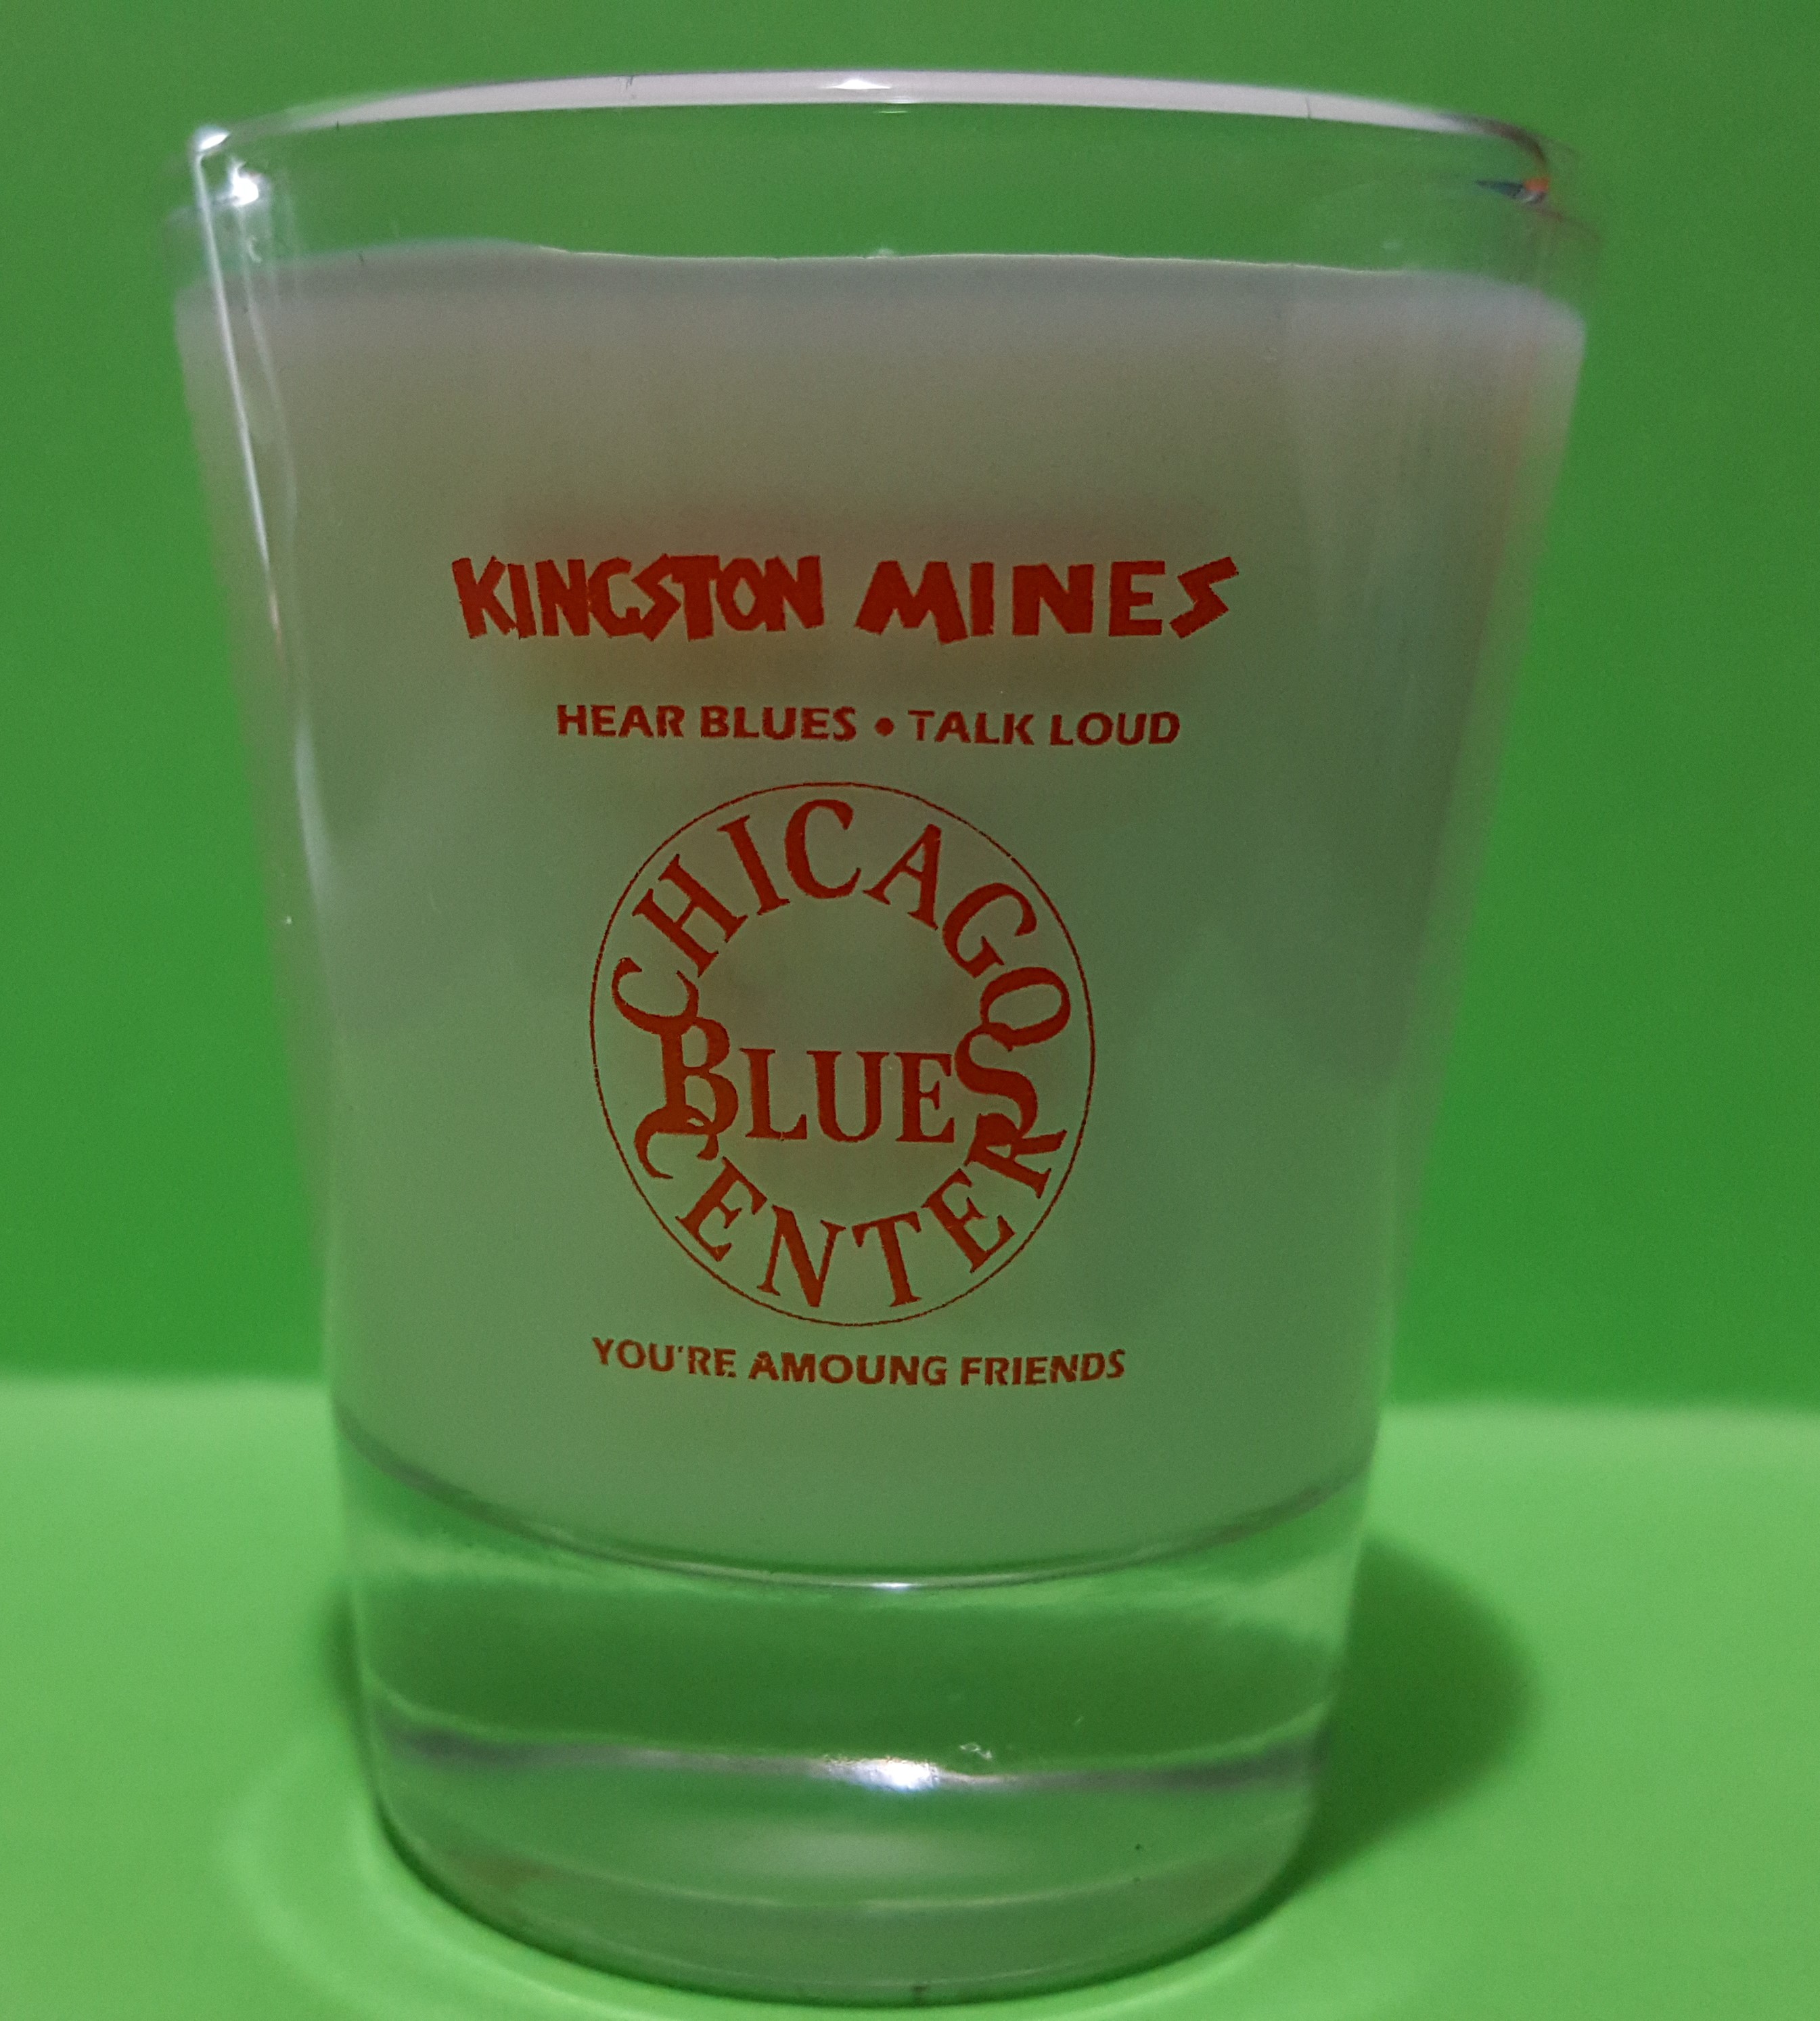 KINGSTON MINES
HEAR BLUES • TALK LOUD
CHICAGO
BLUES
CENTER
YOU'RE AMOUNG FRIENDS